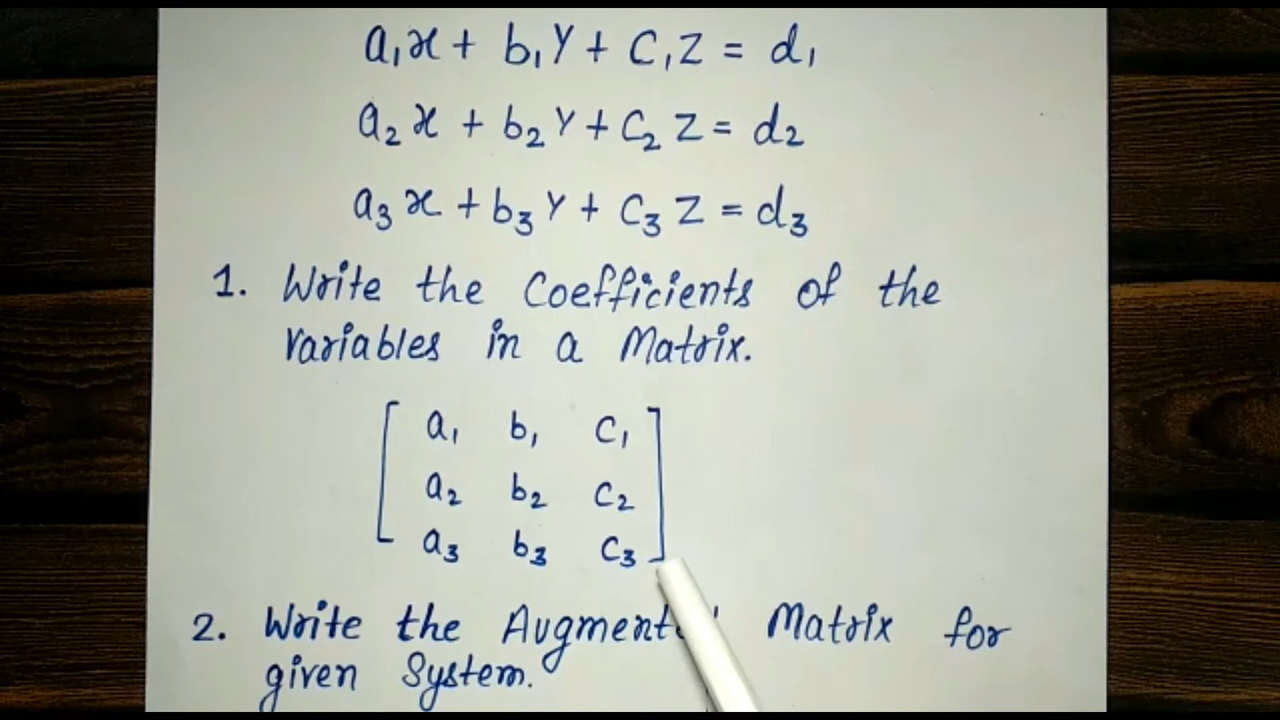 a₁x + b₁y + c₁z = d₁
a₂x + b₂y + c₂z = d₂
a₃x + b₃y + c₃z = d₃
1. Write the Coefficients of the
Variables in a Matrix.
[ a₁ b₁ c₁
a₂ b₂ c₂
a₃ b₃ c₃ ]
2. Write the Matrix for
given System.